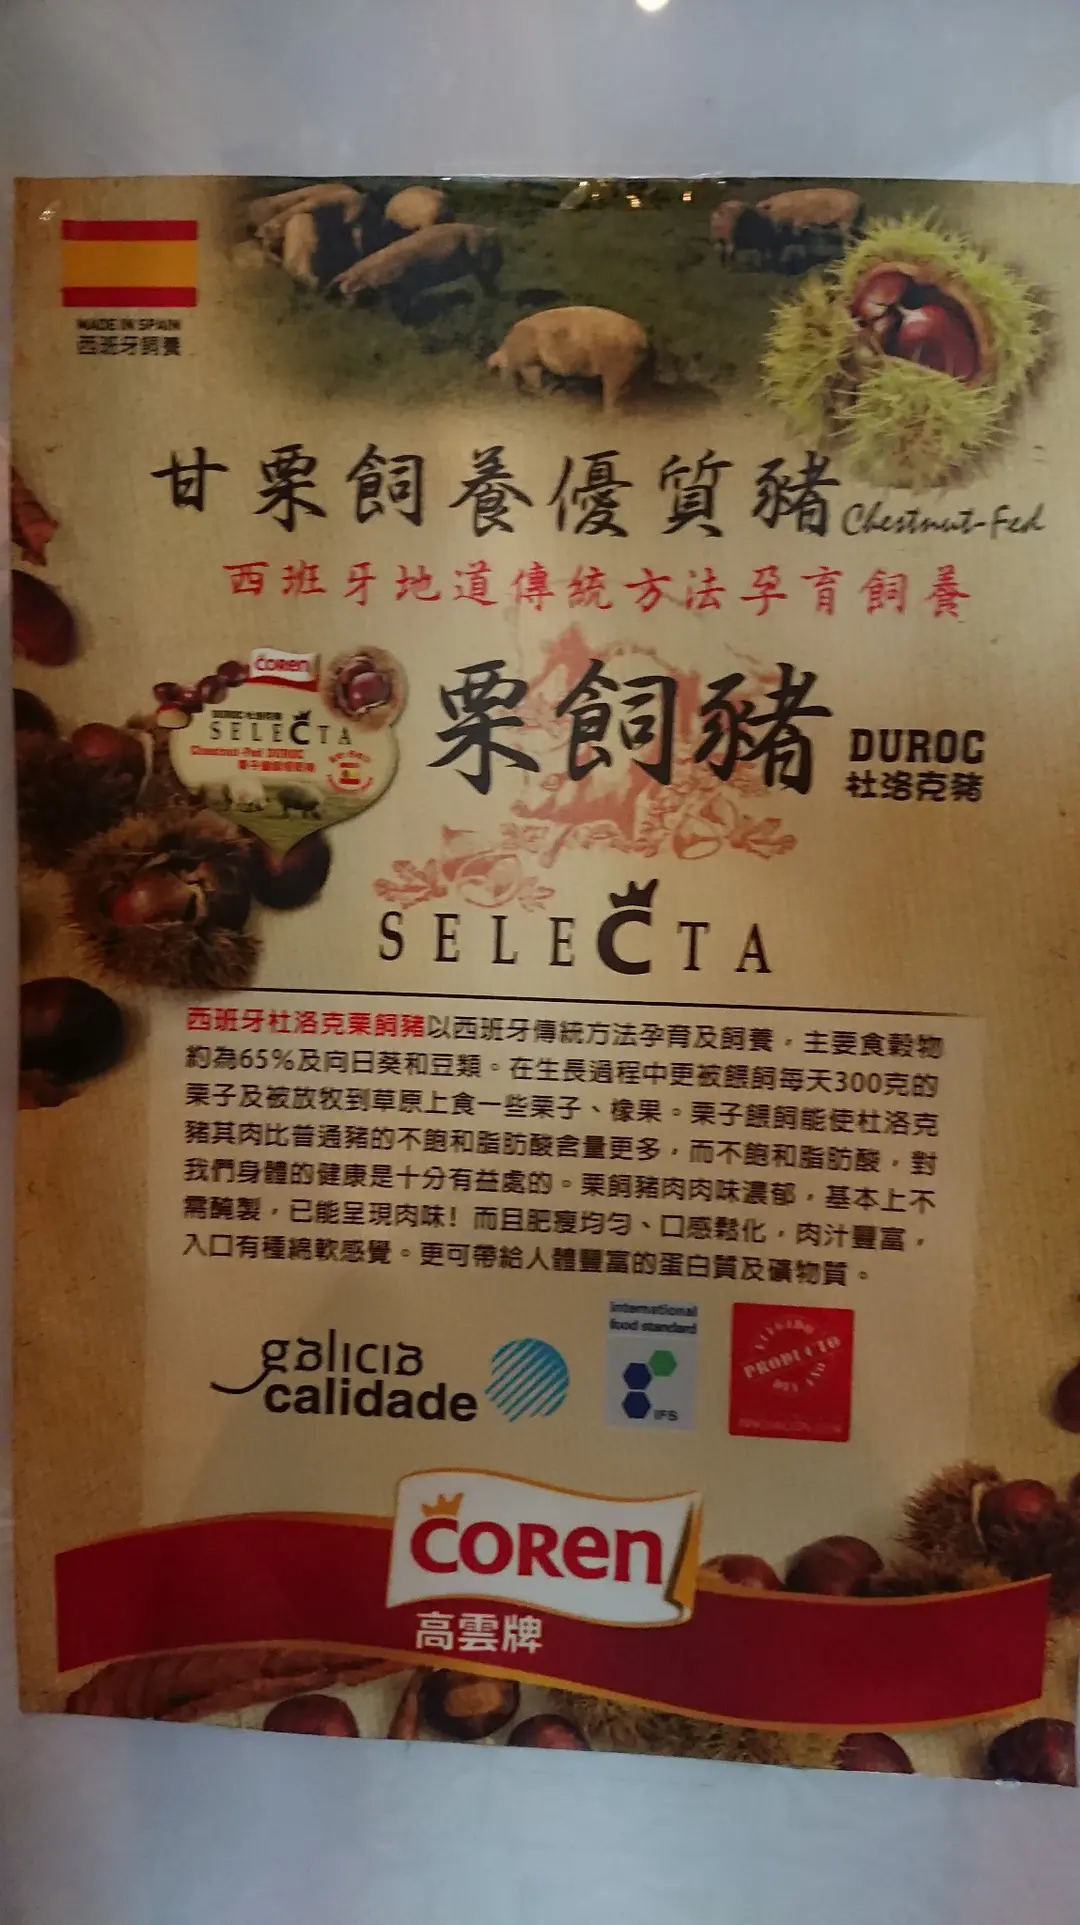 MADE IN SPAIN
西班牙飼養
甘栗飼養優質豬 Chestnut-Fed
西班牙地道傳統方法孕育飼養
COREN
SELECTA
Chestnut-Fed DUROC
栗飼豬 DUROC
杜洛克豬
SELECTA
西班牙杜洛克栗飼豬以西班牙傳統方法孕育及飼養，主要食穀物
約為65%及向日葵和豆類。在生長過程中更被餵飼每天300克的
栗子及被放牧到草原上食一些栗子、橡果。栗子餵飼能使杜洛克
豬其肉比普通豬的不飽和脂肪酸含量更多，而不飽和脂肪酸，對
我們身體的健康是十分有益處的。栗飼豬肉肉味濃郁，基本上不
需醃製，已能呈現肉味！而且肥瘦均勻、口感鬆化，肉汁豐富，
入口有種綿軟感覺。更可帶給人體豐富的蛋白質及礦物質。
galicia
calidade
international
food standard
IFS
PRODUCTO
COREN
高雲牌